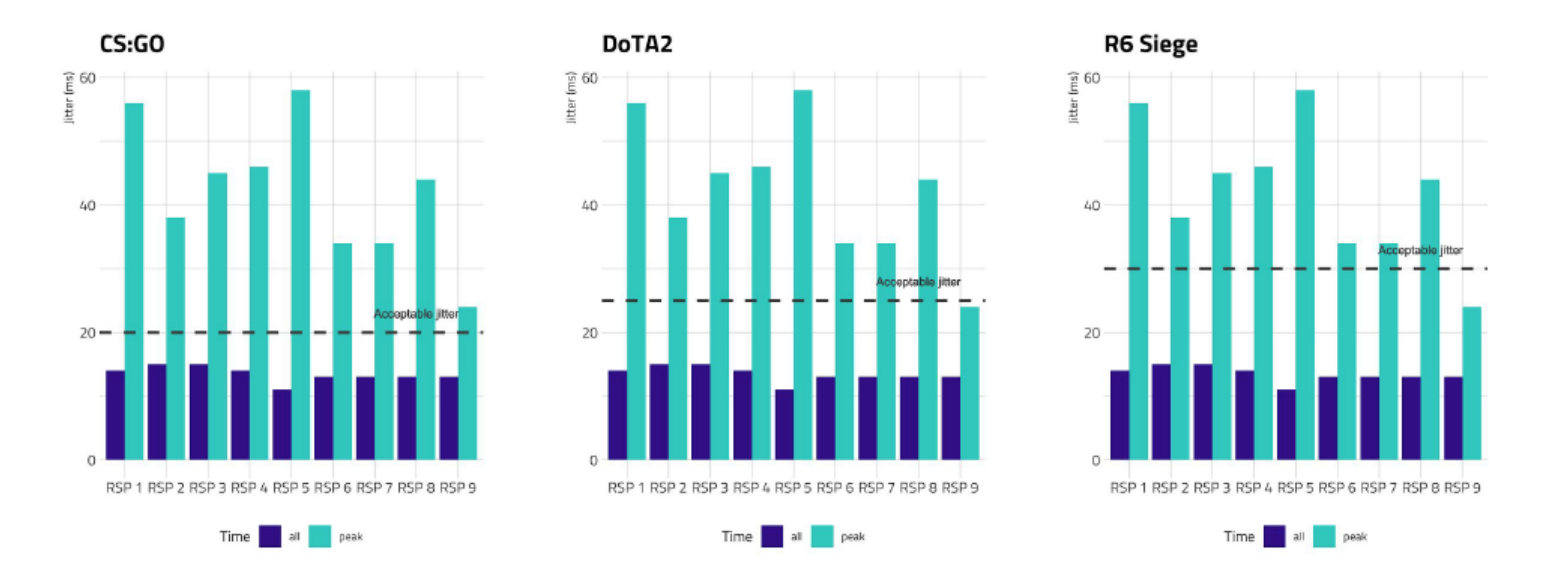 CS:GO
Jitter (ms)
60
40
20
0
Acceptable jitter
RSP 1 RSP 2 RSP 3 RSP 4 RSP 5 RSP 6 RSP 7 RSP 8 RSP 9
Time all peak
DoTA2
Jitter (ms)
60
40
20
0
Acceptable jitter
RSP 1 RSP 2 RSP 3 RSP 4 RSP 5 RSP 6 RSP 7 RSP 8 RSP 9
Time all peak
R6 Siege
Jitter (ms)
60
40
20
0
Acceptable jitter
RSP 1 RSP 2 RSP 3 RSP 4 RSP 5 RSP 6 RSP 7 RSP 8 RSP 9
Time all peak